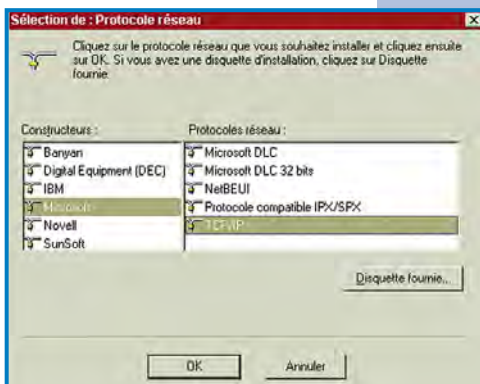 Sélection de : Protocole réseau
Cliquez sur le protocole réseau que vous souhaitez installer et cliquez ensuite
sur OK. Si vous avez une disquette d'installation, cliquez sur Disquette
fournie.
Constructeurs :
Protocoles réseau :
Banyan
Digital Equipment (DEC)
IBM
Microsoft
Novell
SunSoft
Microsoft DLC
Microsoft DLC 32 bits
NetBEUI
Protocole compatible IPX/SPX
TCP/IP
Disquette fournie...
OK
Annuler